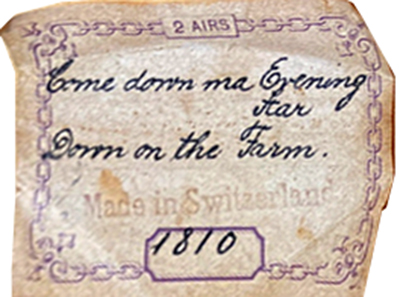 2 AIRS
Come down ma Evening
Star
Down on the Farm.
Made in Switzerland
1810